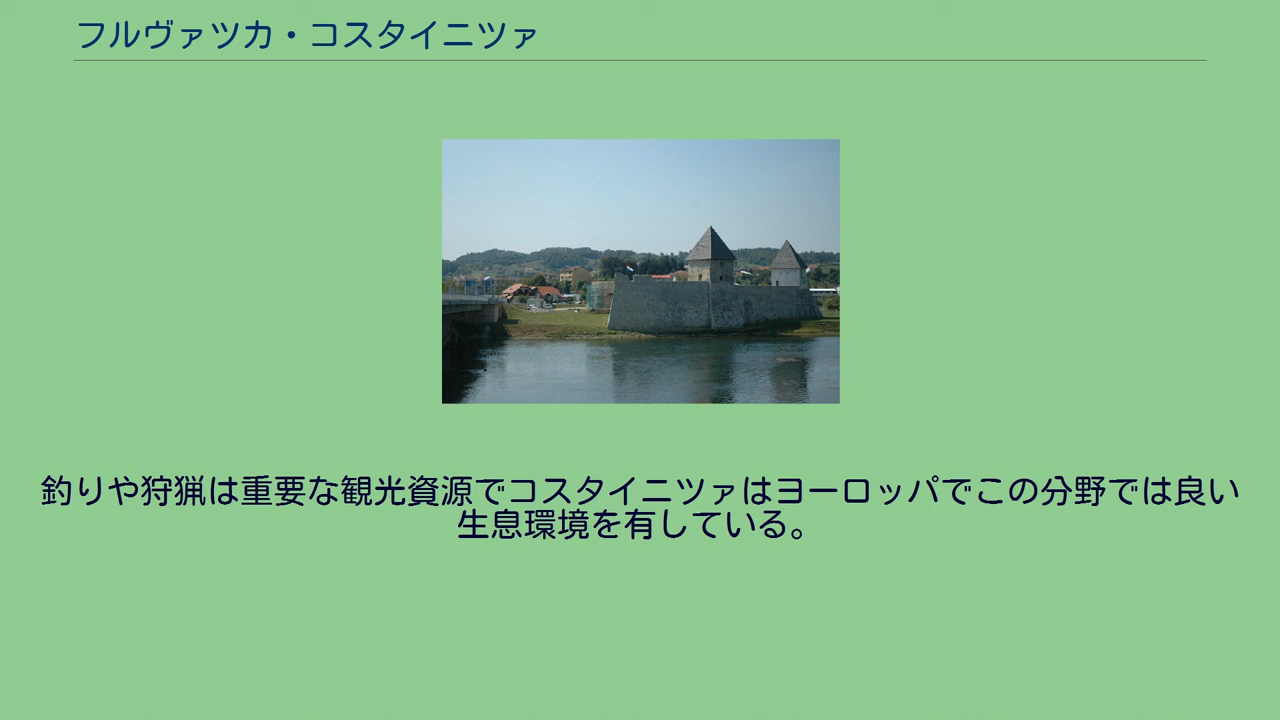 フルヴァツカ・コスタイニツァ
釣りや狩猟は重要な観光資源でコスタイニツァはヨーロッパでこの分野では良い
生息環境を有している。